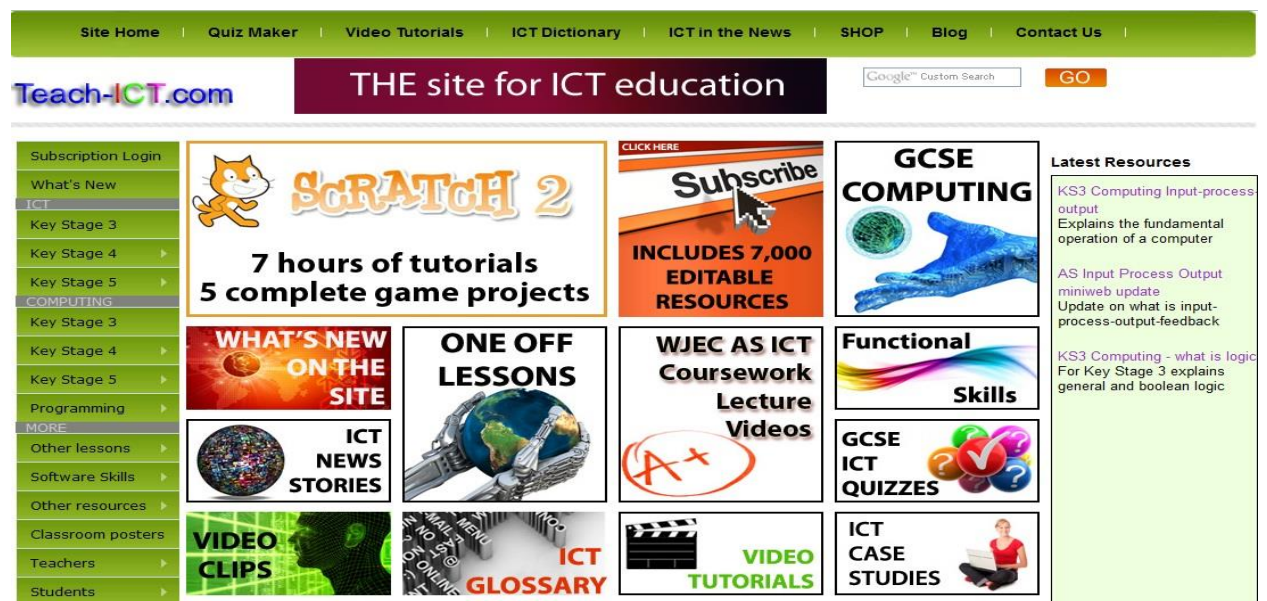 Site Home | Quiz Maker | Video Tutorials | ICT Dictionary | ICT in the News | SHOP | Blog | Contact Us |
Teach-ICT.com
THE site for ICT education
Google™ Custom Search
GO
Subscription Login
What's New
ICT
Key Stage 3
Key Stage 4
Key Stage 5
COMPUTING
Key Stage 3
Key Stage 4
Key Stage 5
Programming
MORE
Other lessons
Software Skills
Other resources
Classroom posters
Teachers
Students
SCRATCH 2
7 hours of tutorials
5 complete game projects
CLICK HERE
Subscribe
INCLUDES 7,000
EDITABLE
RESOURCES
GCSE
COMPUTING
WHAT'S NEW
ON THE
SITE
ONE OFF
LESSONS
WJEC AS ICT
Coursework
Lecture
Videos
A+
Functional
Skills
ICT
NEWS
STORIES
GCSE
ICT
QUIZZES
VIDEO
CLIPS
MENU
ICT
GLOSSARY
VIDEO
TUTORIALS
ICT
CASE
STUDIES
Latest Resources
KS3 Computing Input-process-
output
Explains the fundamental
operation of a computer
AS Input Process Output
miniweb update
Update on what is input-
process-output-feedback
KS3 Computing - what is logic
For Key Stage 3 explains
general and boolean logic